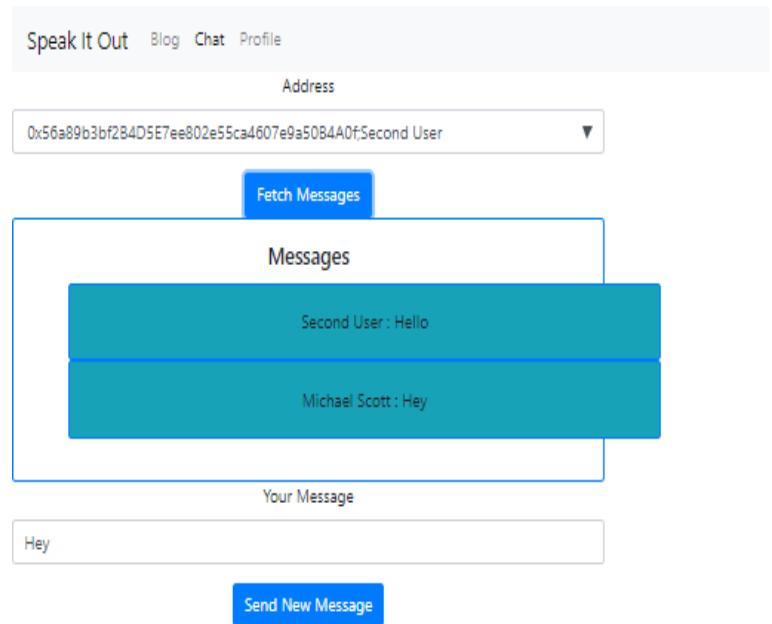 Speak It Out Blog Chat Profile
Address
0x56a89b3bf2B4D5E7ee802e55ca4607e9a50B4A0f;Second User
Fetch Messages
Messages
Second User : Hello
Michael Scott : Hey
Your Message
Hey
Send New Message